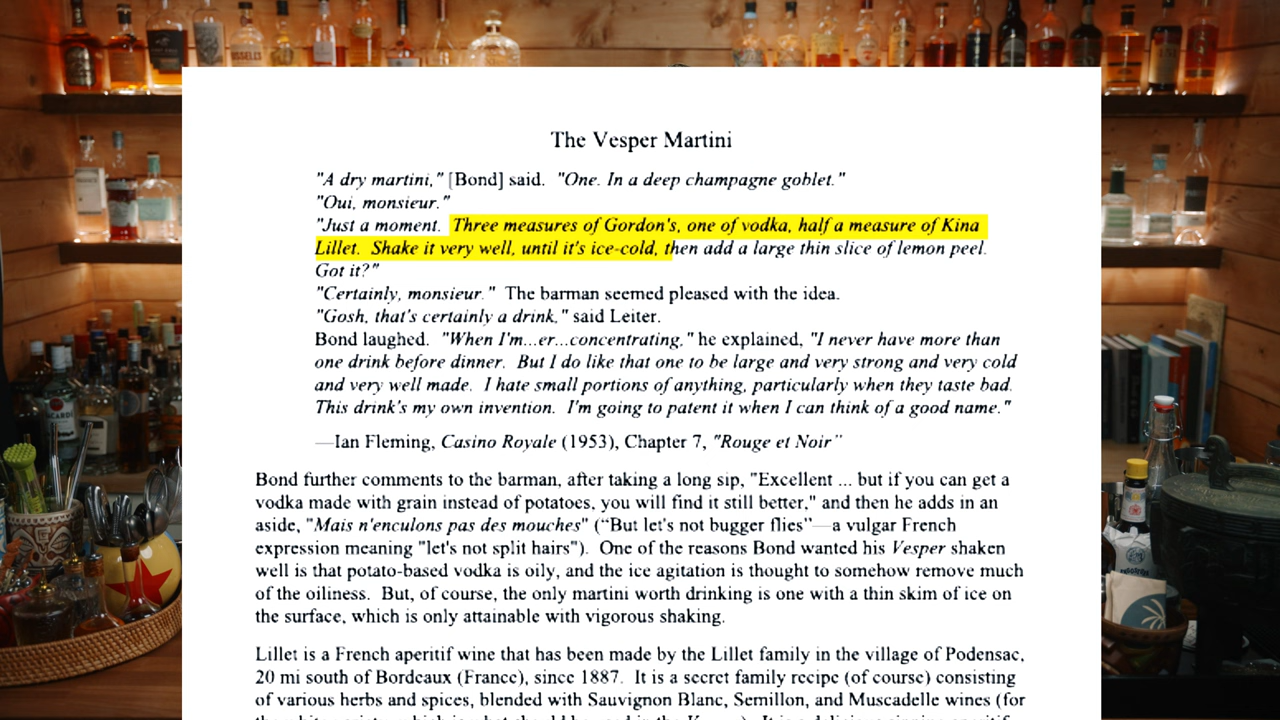 The Vesper Martini
"A dry martini," [Bond] said. "One. In a deep champagne goblet."
"Oui, monsieur."
"Just a moment. Three measures of Gordon's, one of vodka, half a measure of Kina
Lillet. Shake it very well, until it's ice-cold, then add a large thin slice of lemon peel.
Got it?"
"Certainly, monsieur." The barman seemed pleased with the idea.
"Gosh, that's certainly a drink," said Leiter.
Bond laughed. "When I'm...er...concentrating," he explained, "I never have more than
one drink before dinner. But I do like that one to be large and very strong and very cold
and very well made. I hate small portions of anything, particularly when they taste bad.
This drink's my own invention. I'm going to patent it when I can think of a good name."
—Ian Fleming, Casino Royale (1953), Chapter 7, "Rouge et Noir"
Bond further comments to the barman, after taking a long sip, "Excellent ... but if you can get a
vodka made with grain instead of potatoes, you will find it still better," and then he adds in an
aside, "Mais n'enculons pas des mouches" (“But let's not bugger flies”—a vulgar French
expression meaning "let's not split hairs"). One of the reasons Bond wanted his Vesper shaken
well is that potato-based vodka is oily, and the ice agitation is thought to somehow remove much
of the oiliness. But, of course, the only martini worth drinking is one with a thin skim of ice on
the surface, which is only attainable with vigorous shaking.
Lillet is a French aperitif wine that has been made by the Lillet family in the village of Podensac,
20 mi south of Bordeaux (France), since 1887. It is a secret family recipe (of course) consisting
of various herbs and spices, blended with Sauvignon Blanc, Semillon, and Muscadelle wines (for
BACARDI